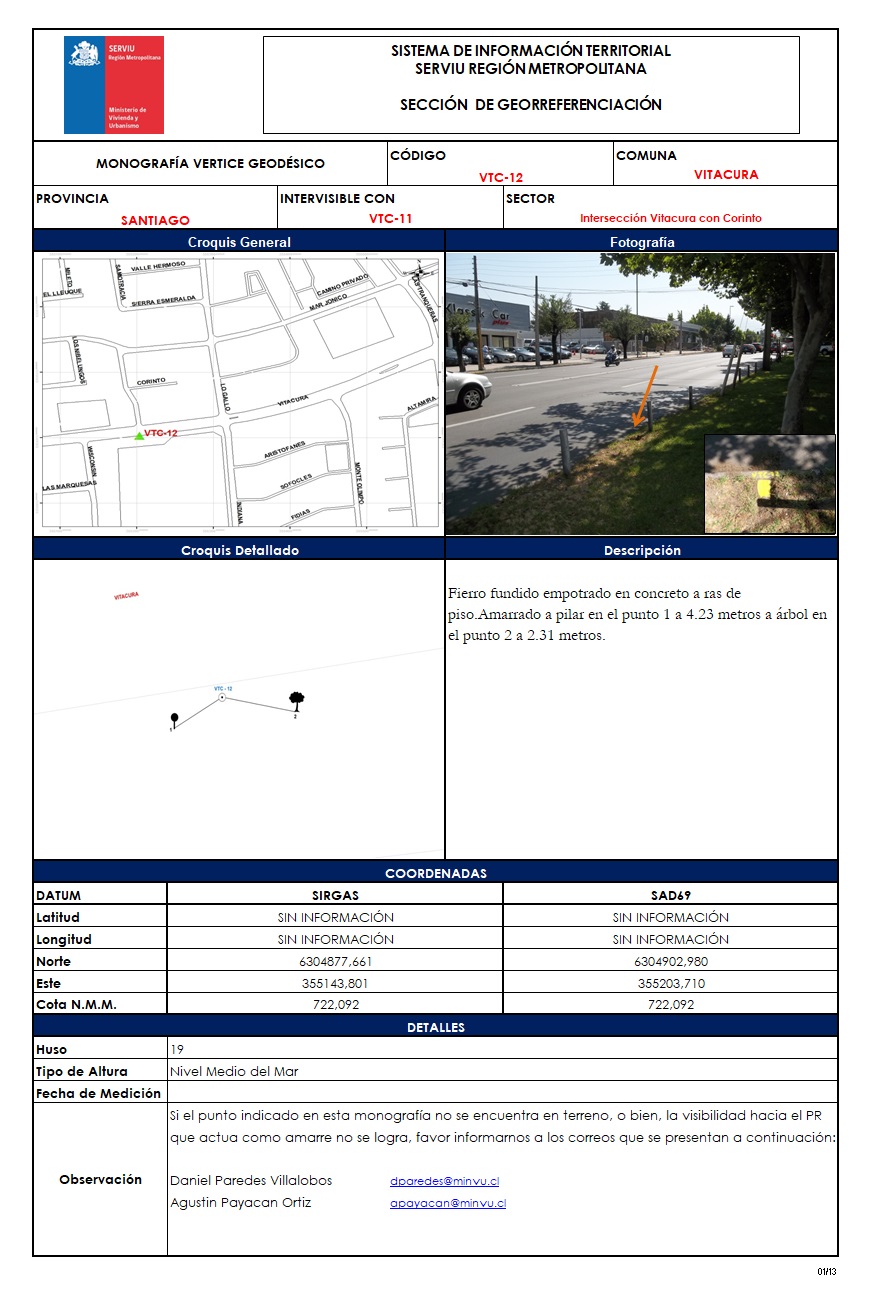 SERVIU
Región Metropolitana
Ministerio de
Vivienda y
Urbanismo
SISTEMA DE INFORMACIÓN TERRITORIAL
SERVIU REGIÓN METROPOLITANA
SECCIÓN DE GEORREFERENCIACIÓN
MONOGRAFÍA VERTICE GEODÉSICO
CÓDIGO
VTC-12
COMUNA
VITACURA
PROVINCIA
SANTIAGO
INTERVISIBLE CON
VTC-11
SECTOR
Intersección Vitacura con Corinto
Croquis General
Fotografía
MILETO
EL LLEUQUE
SAMOTRACIA
VALLE HERMOSO
SIERRA ESMERALDA
CAMINO PRIVADO
MAR JONICO
LAS TRANQUERAS
LOS NIBELUNGOS
CORINTO
LO GALLO
VITACURA
ALTAMIRA
VTC-12
WISCONSIN
LAS MARQUESAS
ARISTOFANES
SOFOCLES
FIDIAS
INDIANA
MONTE OLIMPO
Klassik Car
Croquis Detallado
Descripción
VITACURA
VTC - 12
1
2
Fierro fundido empotrado en concreto a ras de
piso.Amarrado a pilar en el punto 1 a 4.23 metros a árbol en
el punto 2 a 2.31 metros.
COORDENADAS
DATUM SIRGAS SAD69
Latitud SIN INFORMACIÓN SIN INFORMACIÓN
Longitud SIN INFORMACIÓN SIN INFORMACIÓN
Norte 6304877,661 6304902,980
Este 355143,801 355203,710
Cota N.M.M. 722,092 722,092
DETALLES
Huso 19
Tipo de Altura Nivel Medio del Mar
Fecha de Medición
Observación
Si el punto indicado en esta monografía no se encuentra en terreno, o bien, la visibilidad hacia el PR
que actua como amarre no se logra, favor informarnos a los correos que se presentan a continuación:
Daniel Paredes Villalobos dparedes@minvu.cl
Agustin Payacan Ortiz apayacan@minvu.cl
01/13